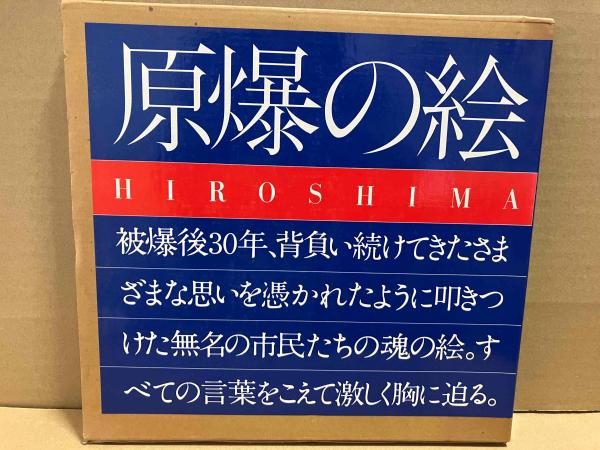 原爆の絵
HIROSHIMA
被爆後30年、背負い続けてきたさま
ざまな思いを憑かれたように叩きつ
けた無名の市民たちの魂の絵。す
べての言葉をこえて激しく胸に迫る。